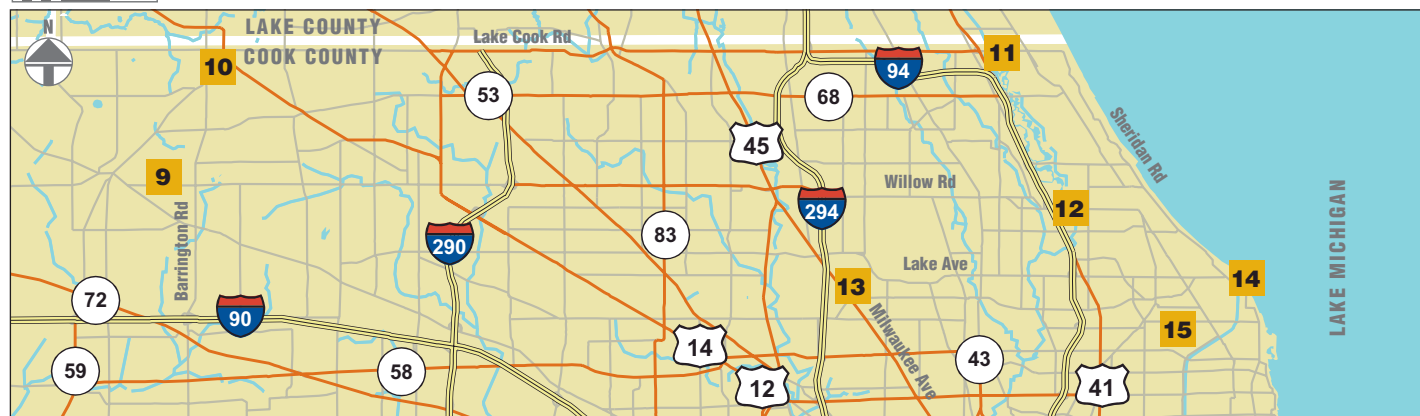 N
LAKE COUNTY
COOK COUNTY
Lake Cook Rd
10
11
94
53
68
45
Sheridan Rd
9
Willow Rd
12
294
Barrington Rd
290
83
Lake Ave
LAKE MICHIGAN
13
14
72
90
Milwaukee Ave
15
14
43
59
58
12
41